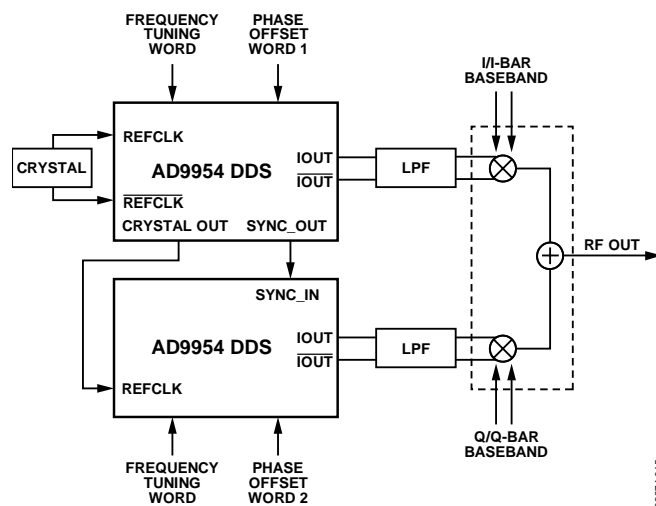 FREQUENCY
TUNING
WORD
PHASE
OFFSET
WORD 1
I/I-BAR
BASEBAND
CRYSTAL
REFCLK
AD9954 DDS
REFCLK
CRYSTAL OUT
SYNC_OUT
IOUT
IOUT
LPF
RF OUT
SYNC_IN
AD9954 DDS
REFCLK
IOUT
IOUT
LPF
FREQUENCY
TUNING
WORD
PHASE
OFFSET
WORD 2
Q/Q-BAR
BASEBAND